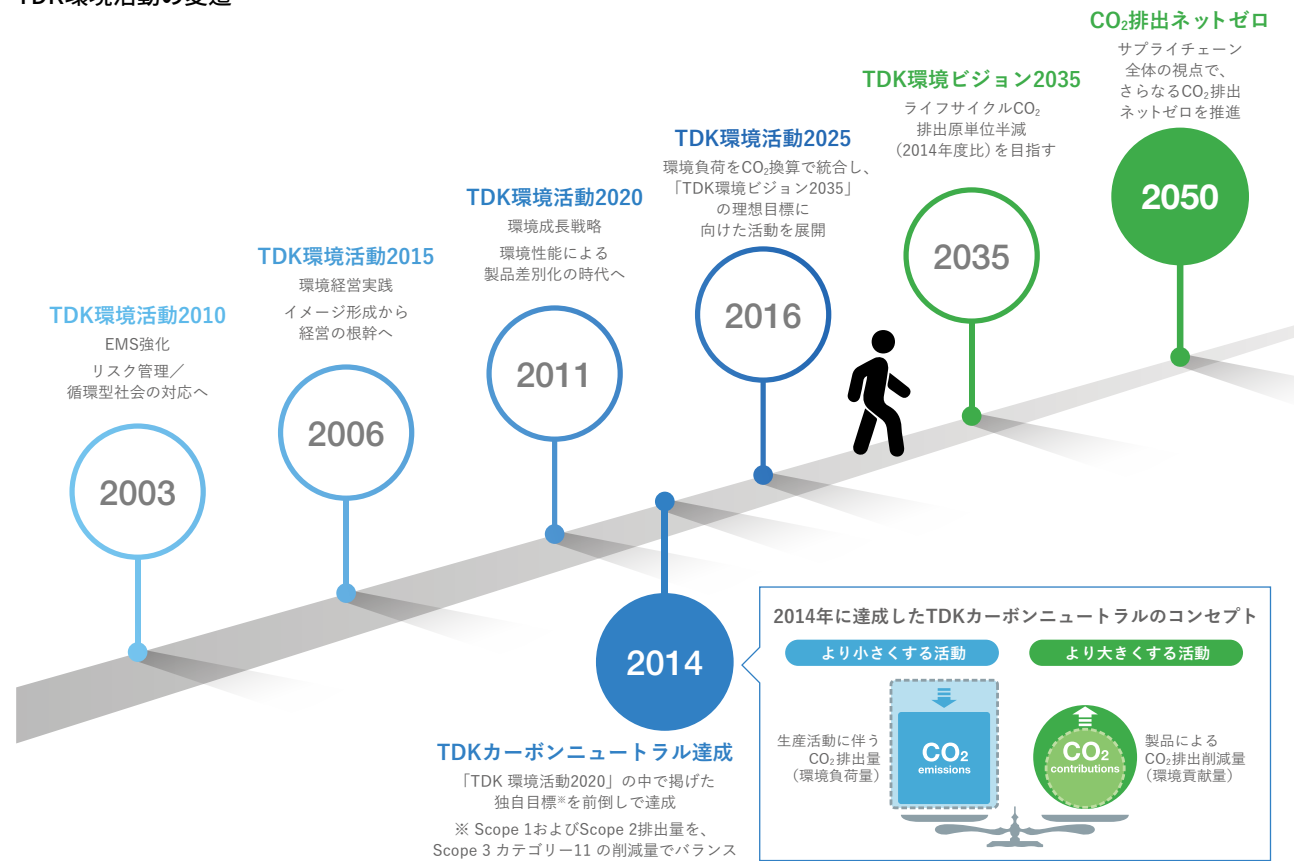 TDK環境活動の変遷
TDK環境活動2010
EMS強化
リスク管理／
循環型社会の対応へ
2003
TDK環境活動2015
環境経営実践
イメージ形成から
経営の根幹へ
2006
TDK環境活動2020
環境成長戦略
環境性能による
製品差別化の時代へ
2011
TDK環境活動2025
環境負荷をCO₂換算で統合し、
「TDK環境ビジョン2035」
の理想目標に
向けた活動を展開
2016
TDK環境ビジョン2035
ライフサイクルCO₂
排出原単位半減
（2014年度比）を目指す
2035
CO₂排出ネットゼロ
サプライチェーン
全体の視点で、
さらなるCO₂排出
ネットゼロを推進
2050
2014
TDKカーボンニュートラル達成
「TDK 環境活動2020」の中で掲げた
独自目標※を前倒しで達成
※ Scope 1およびScope 2排出量を、
Scope 3 カテゴリー11 の削減量でバランス
2014年に達成したTDKカーボンニュートラルのコンセプト
より小さくする活動
生産活動に伴う
CO₂排出量
（環境負荷量）
CO₂
emissions
より大きくする活動
CO₂
contributions
製品による
CO₂排出削減量
（環境貢献量）